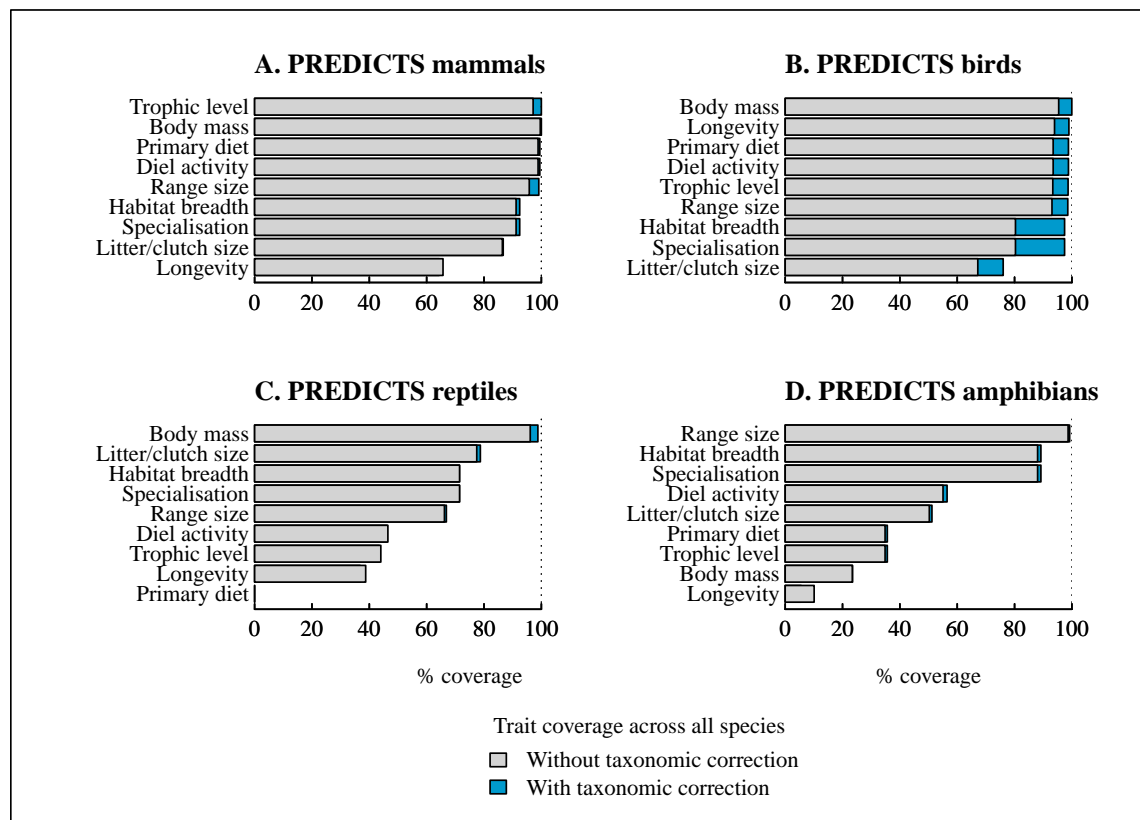 A. PREDICTS mammals
Trophic level
Body mass
Primary diet
Diel activity
Range size
Habitat breadth
Specialisation
Litter/clutch size
Longevity
0 20 40 60 80 100
B. PREDICTS birds
Body mass
Longevity
Primary diet
Diel activity
Trophic level
Range size
Habitat breadth
Specialisation
Litter/clutch size
0 20 40 60 80 100
C. PREDICTS reptiles
Body mass
Litter/clutch size
Habitat breadth
Specialisation
Range size
Diel activity
Trophic level
Longevity
Primary diet
0 20 40 60 80 100
% coverage
D. PREDICTS amphibians
Range size
Habitat breadth
Specialisation
Diel activity
Litter/clutch size
Primary diet
Trophic level
Body mass
Longevity
0 20 40 60 80 100
% coverage
Trait coverage across all species
Without taxonomic correction
With taxonomic correction